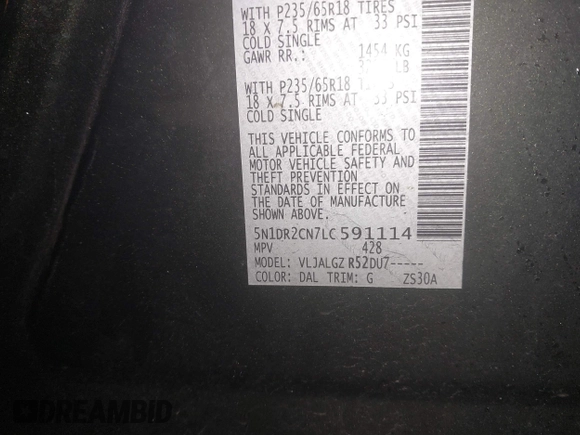 WITH P235/65R18 TIRES
18 X 7.5 RIMS AT 33 PSI
COLD SINGLE
GAWR RR.: 1454 KG
LB
WITH P235/65R18
18 X 7.5 RIMS AT 33 PSI
COLD SINGLE
THIS VEHICLE CONFORMS TO
ALL APPLICABLE FEDERAL
MOTOR VEHICLE SAFETY AND
THEFT PREVENTION
STANDARDS IN EFFECT ON
THE DATE OF MANUFACTURE
SHOWN ABOVE.
5N1DR2CN7LC591114
MPV 428
MODEL: VLJALGZ R52DU7-----
COLOR: DAL TRIM: G ZS30A
DREAMBID